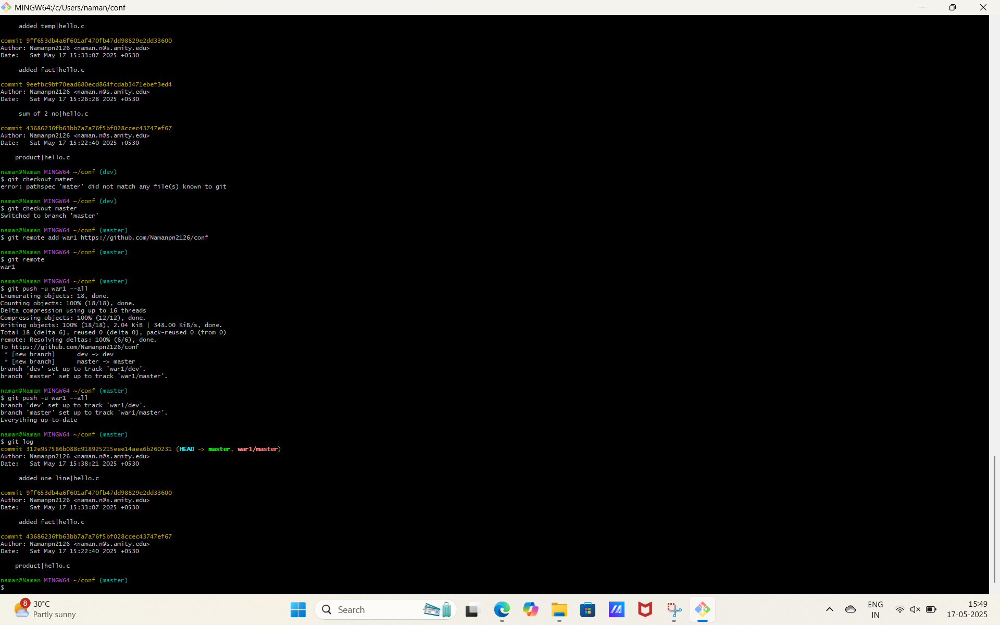 MINGW64:/c/Users/naman/conf
added temp|hello.c
commit 9ff653db4a6f601af470fb47dd98829e2dd33600
Author: Namanpn2126 <naman.n@s.amity.edu>
Date:   Sat May 17 15:33:07 2025 +0530
added fact|hello.c
commit 9eefbc9bf70ead680ecd864fcdab3471ebef3ed4
Author: Namanpn2126 <naman.n@s.amity.edu>
Date:   Sat May 17 15:26:28 2025 +0530
sum of 2 no|hello.c
commit 43686236fb63bb7a7a76f5bf028ccec43747ef67
Author: Namanpn2126 <naman.n@s.amity.edu>
Date:   Sat May 17 15:22:40 2025 +0530
product|hello.c
naman@Naman MINGW64 ~/conf (dev)
$ git checkout mater
error: pathspec 'mater' did not match any file(s) known to git
naman@Naman MINGW64 ~/conf (dev)
$ git checkout master
Switched to branch 'master'
naman@Naman MINGW64 ~/conf (master)
$ git remote add war1 https://github.com/Namanpn2126/conf
naman@Naman MINGW64 ~/conf (master)
$ git remote
war1
naman@Naman MINGW64 ~/conf (master)
$ git push -u war1 --all
Enumerating objects: 18, done.
Counting objects: 100% (18/18), done.
Delta compression using up to 16 threads
Compressing objects: 100% (12/12), done.
Writing objects: 100% (18/18), 2.04 KiB | 348.00 KiB/s, done.
Total 18 (delta 6), reused 0 (delta 0), pack-reused 0 (from 0)
remote: Resolving deltas: 100% (6/6), done.
To https://github.com/Namanpn2126/conf
* [new branch]      dev -> dev
* [new branch]      master -> master
branch 'dev' set up to track 'war1/dev'.
branch 'master' set up to track 'war1/master'.
naman@Naman MINGW64 ~/conf (master)
$ git push -u war1 --all
branch 'dev' set up to track 'war1/dev'.
branch 'master' set up to track 'war1/master'.
Everything up-to-date
naman@Naman MINGW64 ~/conf (master)
$ git log
commit 312e957586b088c918925215eee14aea6b260231 (HEAD -> master, war1/master)
Author: Namanpn2126 <naman.n@s.amity.edu>
Date:   Sat May 17 15:38:21 2025 +0530
added one line|hello.c
commit 9ff653db4a6f601af470fb47dd98829e2dd33600
Author: Namanpn2126 <naman.n@s.amity.edu>
Date:   Sat May 17 15:33:07 2025 +0530
added fact|hello.c
commit 43686236fb63bb7a7a76f5bf028ccec43747ef67
Author: Namanpn2126 <naman.n@s.amity.edu>
Date:   Sat May 17 15:22:40 2025 +0530
product|hello.c
naman@Naman MINGW64 ~/conf (master)
$
8
30°C
Partly sunny
Search
ENG
IN
15:49
17-05-2025